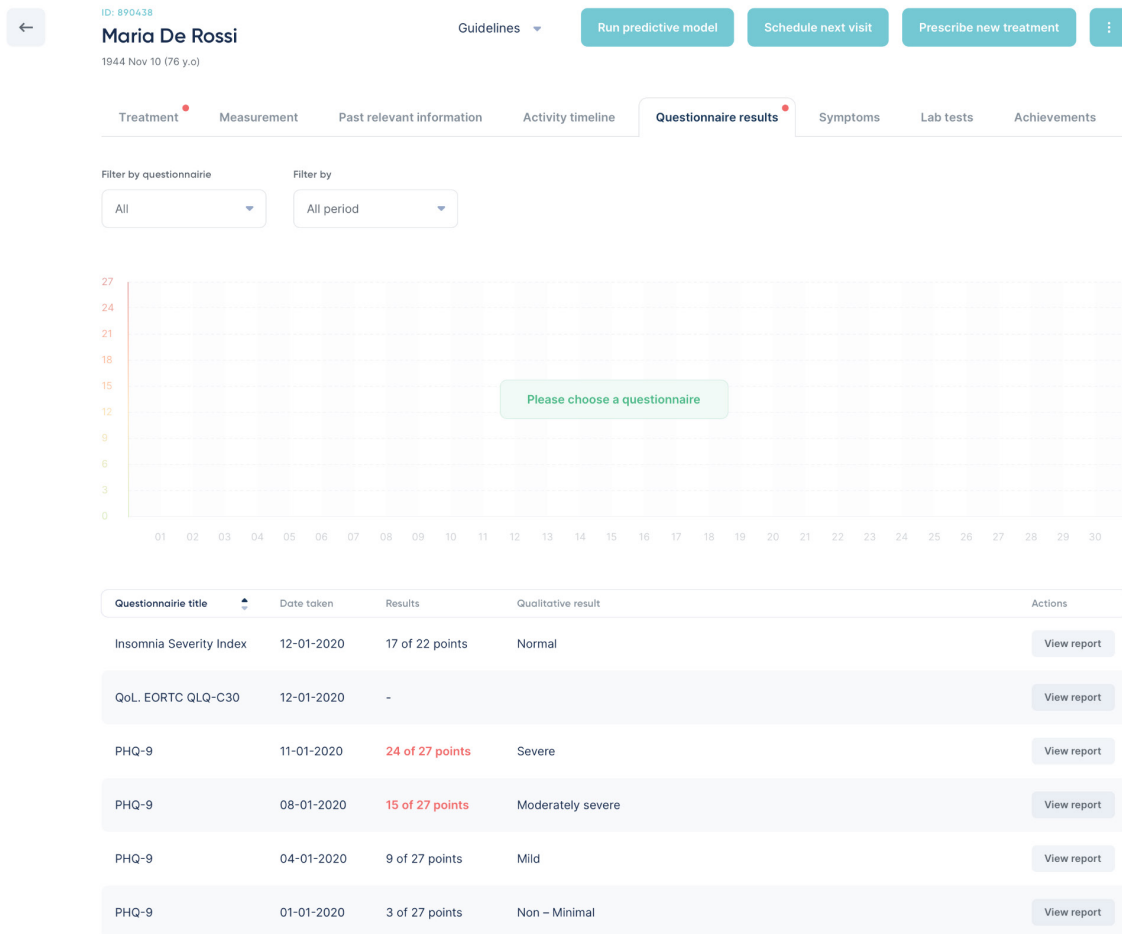 ID: 890438
Maria De Rossi
1944 Nov 10 (76 y.o)
Guidelines
Run predictive model
Schedule next visit
Prescribe new treatment
Treatment Measurement Past relevant information Activity timeline Questionnaire results Symptoms Lab tests Achievements
Filter by questionnairie Filter by
All All period
27
24
21
18
15
12
9
6
3
0
Please choose a questionnaire
01 02 03 04 05 06 07 08 09 10 11 12 13 14 15 16 17 18 19 20 21 22 23 24 25 26 27 28 29 30
Questionnairie title Date taken Results Qualitative result Actions
Insomnia Severity Index 12-01-2020 17 of 22 points Normal View report
QoL. EORTC QLQ-C30 12-01-2020 - View report
PHQ-9 11-01-2020 24 of 27 points Severe View report
PHQ-9 08-01-2020 15 of 27 points Moderately severe View report
PHQ-9 04-01-2020 9 of 27 points Mild View report
PHQ-9 01-01-2020 3 of 27 points Non – Minimal View report